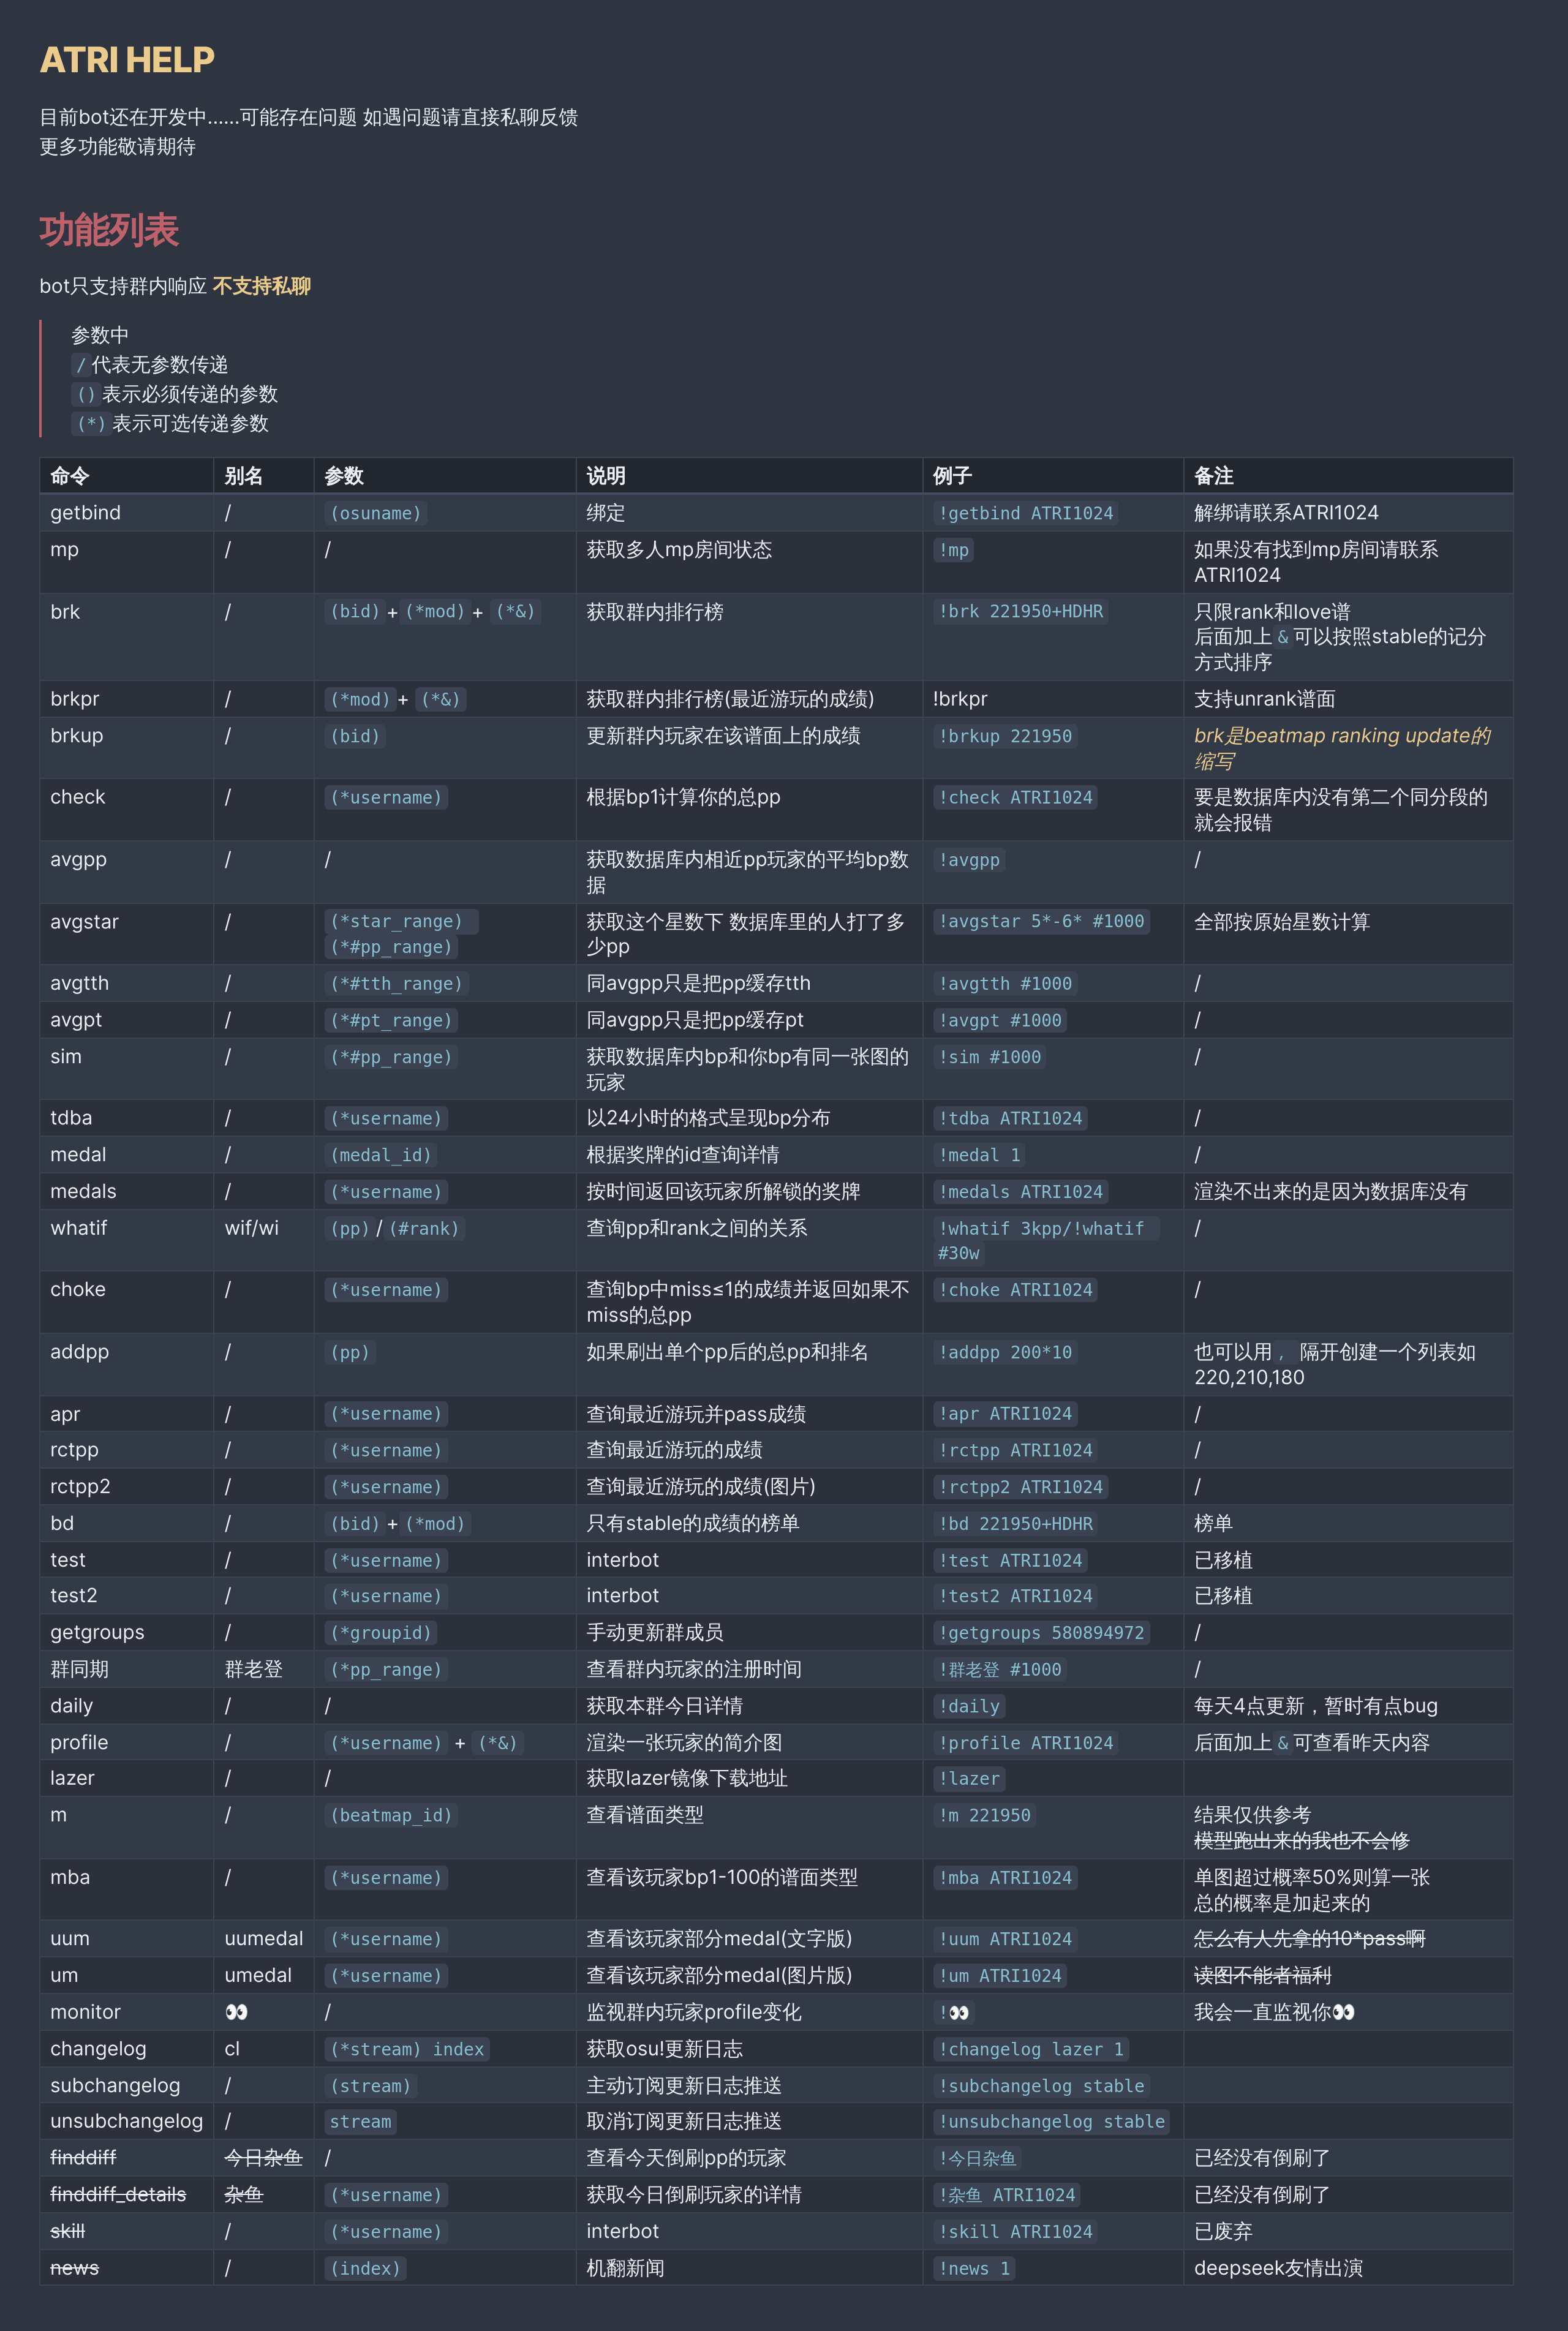 ATRI HELP
目前bot还在开发中......可能存在问题 如遇问题请直接私聊反馈
更多功能敬请期待
功能列表
bot只支持群内响应 不支持私聊
参数中
/代表无参数传递
()表示必须传递的参数
(*)表示可选传递参数
命令 别名 参数 说明 例子 备注
getbind / (osuname) 绑定 !getbind ATRI1024 解绑请联系ATRI1024
mp / / 获取多人mp房间状态 !mp 如果没有找到mp房间请联系
ATRI1024
brk / (bid)+(*mod)+ (*&) 获取群内排行榜 !brk 221950+HDHR 只限rank和love谱
后面加上&可以按照stable的记分
方式排序
brkpr / (*mod)+ (*&) 获取群内排行榜(最近游玩的成绩) !brkpr 支持unrank谱面
brkup / (bid) 更新群内玩家在该谱面上的成绩 !brkup 221950 brk是beatmap ranking update的
缩写
check / (*username) 根据bp1计算你的总pp !check ATRI1024 要是数据库内没有第二个同分段的
就会报错
avgpp / / 获取数据库内相近pp玩家的平均bp数 !avgpp /
据
avgstar / (*star_range) 获取这个星数下 数据库里的人打了多 !avgstar 5*-6* #1000 全部按原始星数计算
(*#pp_range) 少pp
avgtth / (*#tth_range) 同avgpp只是把pp缓存tth !avgtth #1000 /
avgpt / (*#pt_range) 同avgpp只是把pp缓存pt !avgpt #1000 /
sim / (*#pp_range) 获取数据库内bp和你bp有同一张图的 !sim #1000 /
玩家
tdba / (*username) 以24小时的格式呈现bp分布 !tdba ATRI1024 /
medal / (medal_id) 根据奖牌的id查询详情 !medal 1 /
medals / (*username) 按时间返回该玩家所解锁的奖牌 !medals ATRI1024 渲染不出来的是因为数据库没有
whatif wif/wi (pp)/(#rank) 查询pp和rank之间的关系 !whatif 3kpp/!whatif /
#30w
choke / (*username) 查询bp中miss≤1的成绩并返回如果不 !choke ATRI1024 /
miss的总pp
addpp / (pp) 如果刷出单个pp后的总pp和排名 !addpp 200*10 也可以用, 隔开创建一个列表如
220,210,180
apr / (*username) 查询最近游玩并pass成绩 !apr ATRI1024 /
rctpp / (*username) 查询最近游玩的成绩 !rctpp ATRI1024 /
rctpp2 / (*username) 查询最近游玩的成绩(图片) !rctpp2 ATRI1024 /
bd / (bid)+(*mod) 只有stable的成绩的榜单 !bd 221950+HDHR 榜单
test / (*username) interbot !test ATRI1024 已移植
test2 / (*username) interbot !test2 ATRI1024 已移植
getgroups / (*groupid) 手动更新群成员 !getgroups 580894972 /
群同期 群老登 (*pp_range) 查看群内玩家的注册时间 !群老登 #1000 /
daily / / 获取本群今日详情 !daily 每天4点更新，暂时有点bug
profile / (*username) + (*&) 渲染一张玩家的简介图 !profile ATRI1024 后面加上&可查看昨天内容
lazer / / 获取lazer镜像下载地址 !lazer
m / (beatmap_id) 查看谱面类型 !m 221950 结果仅供参考
模型跑出来的我也不会修
mba / (*username) 查看该玩家bp1-100的谱面类型 !mba ATRI1024 单图超过概率50%则算一张
总的概率是加起来的
uum uumedal (*username) 查看该玩家部分medal(文字版) !uum ATRI1024 怎么有人先拿的10*pass啊
um umedal (*username) 查看该玩家部分medal(图片版) !um ATRI1024 读图不能者福利
monitor 👀 / 监视群内玩家profile变化 !👀 我会一直监视你👀
changelog cl (*stream) index 获取osu!更新日志 !changelog lazer 1
subchangelog / (stream) 主动订阅更新日志推送 !subchangelog stable
unsubchangelog / stream 取消订阅更新日志推送 !unsubchangelog stable
finddiff 今日杂鱼 / 查看今天倒刷pp的玩家 !今日杂鱼 已经没有倒刷了
finddiff_details 杂鱼 (*username) 获取今日倒刷玩家的详情 !杂鱼 ATRI1024 已经没有倒刷了
skill / (*username) interbot !skill ATRI1024 已废弃
news / (index) 机翻新闻 !news 1 deepseek友情出演